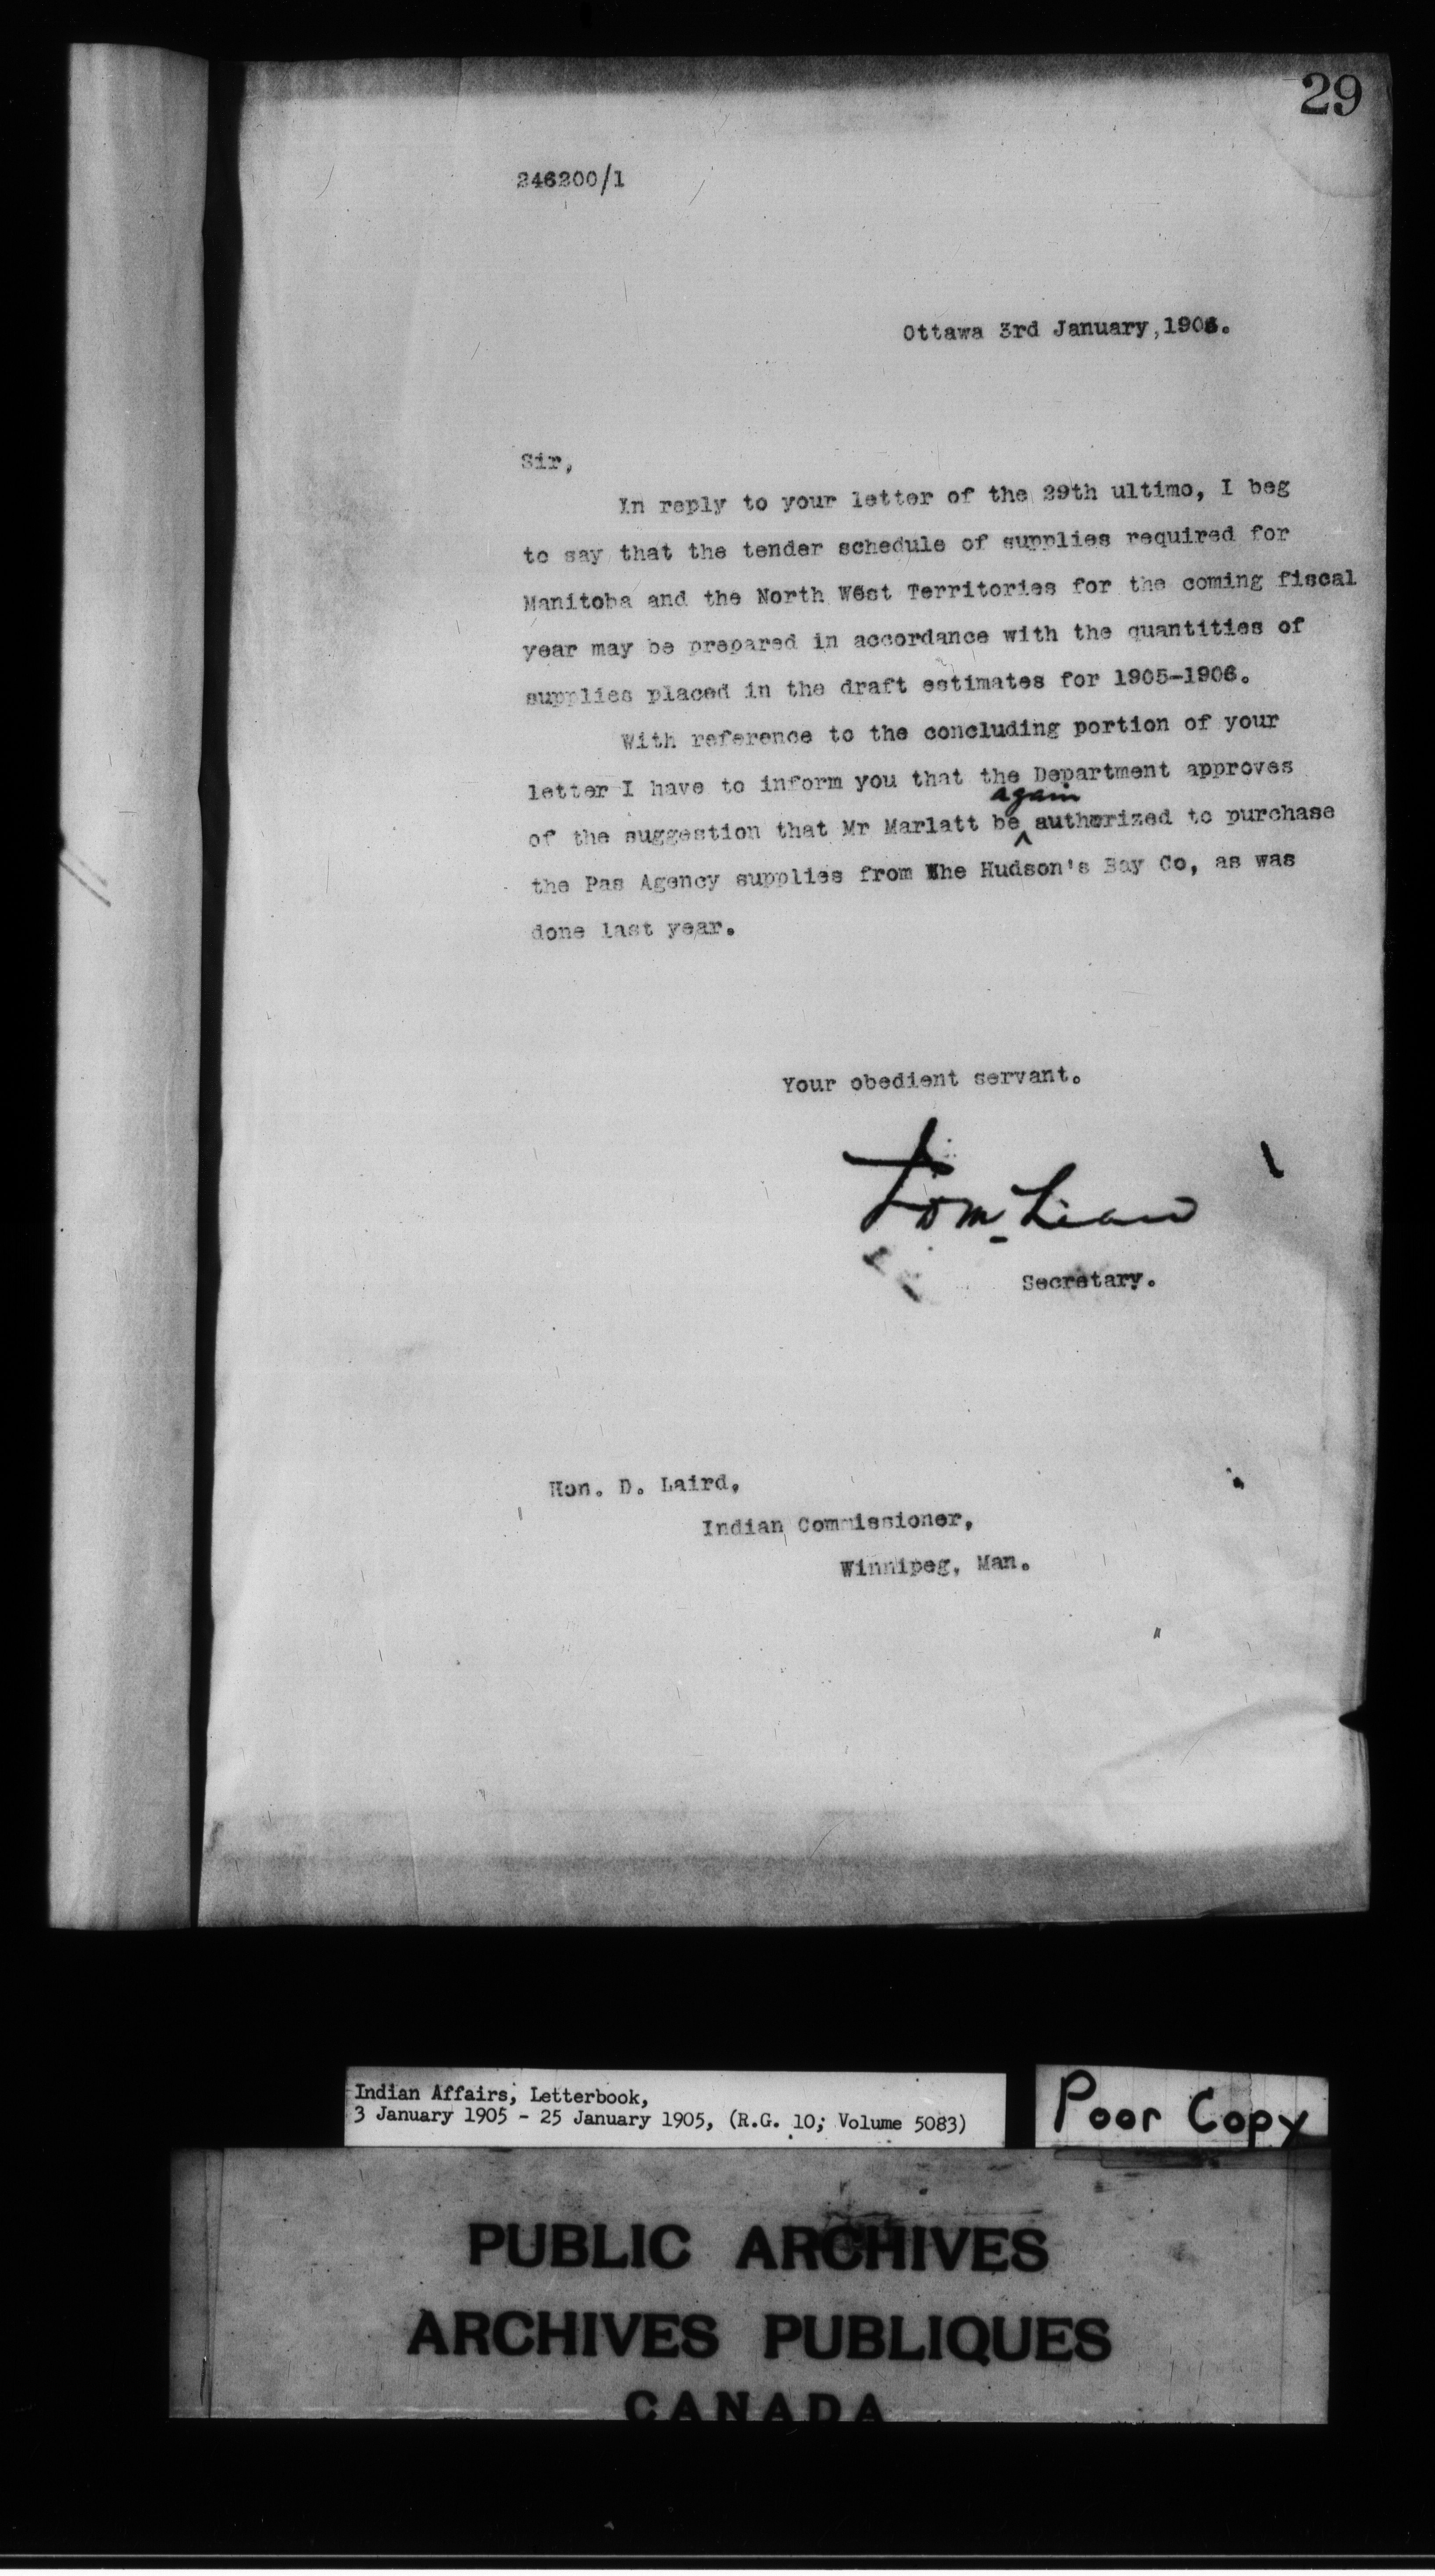 29
246200/1
Ottawa 3rd January, 1905.
Sir,
In reply to your letter of the 29th ultimo, I beg
to say that the tender schedule of supplies required for
Manitoba and the North West Territories for the coming fiscal
year may be prepared in accordance with the quantities of
supplies placed in the draft estimates for 1905-1906.
With reference to the concluding portion of your
letter I have to inform you that the Department approves
again
of the suggestion that Mr Marlatt be ^ authorized to purchase
the Pas Agency supplies from the Hudson's Bay Co, as was
done last year.
Your obedient servant.
Secretary.
Hon. D. Laird,
Indian Commissioner,
Winnipeg, Man.
Indian Affairs, Letterbook,
3 January 1905 - 25 January 1905, (R.G. 10; Volume 5083)
Poor Copy
PUBLIC ARCHIVES
ARCHIVES PUBLIQUES
CANADA